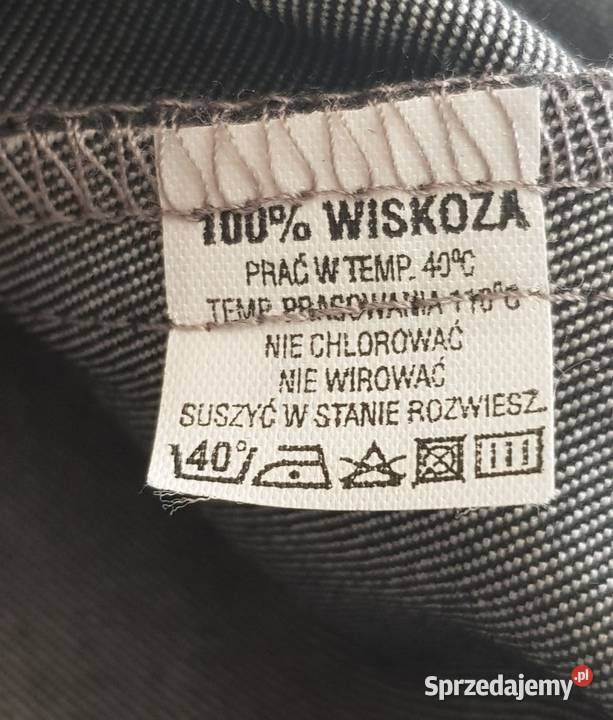 100% WISKOZA
PRAĆ W TEMP. 40°C
TEMP. PRASOWANIA 110°C
NIE CHLOROWAĆ
NIE WIROWAĆ
SUSZYĆ W STANIE ROZWIESZ.
40°
Sprzedajemy.pl